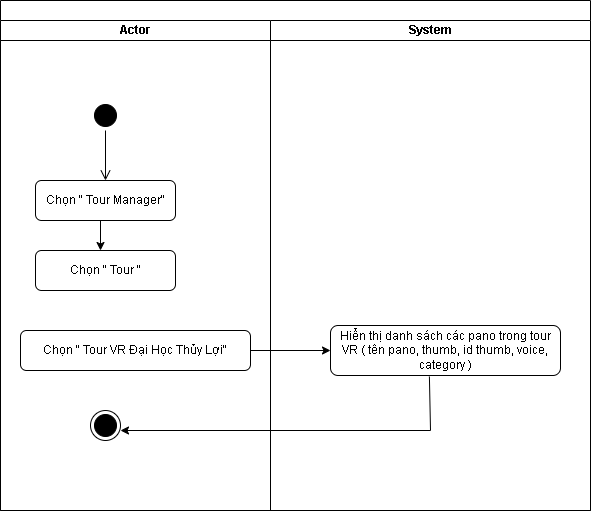 Actor
System
Chọn " Tour Manager"
Chọn " Tour "
Chọn " Tour VR Đại Học Thủy Lợi"
Hiển thị danh sách các pano trong tour
VR ( tên pano, thumb, id thumb, voice,
category )